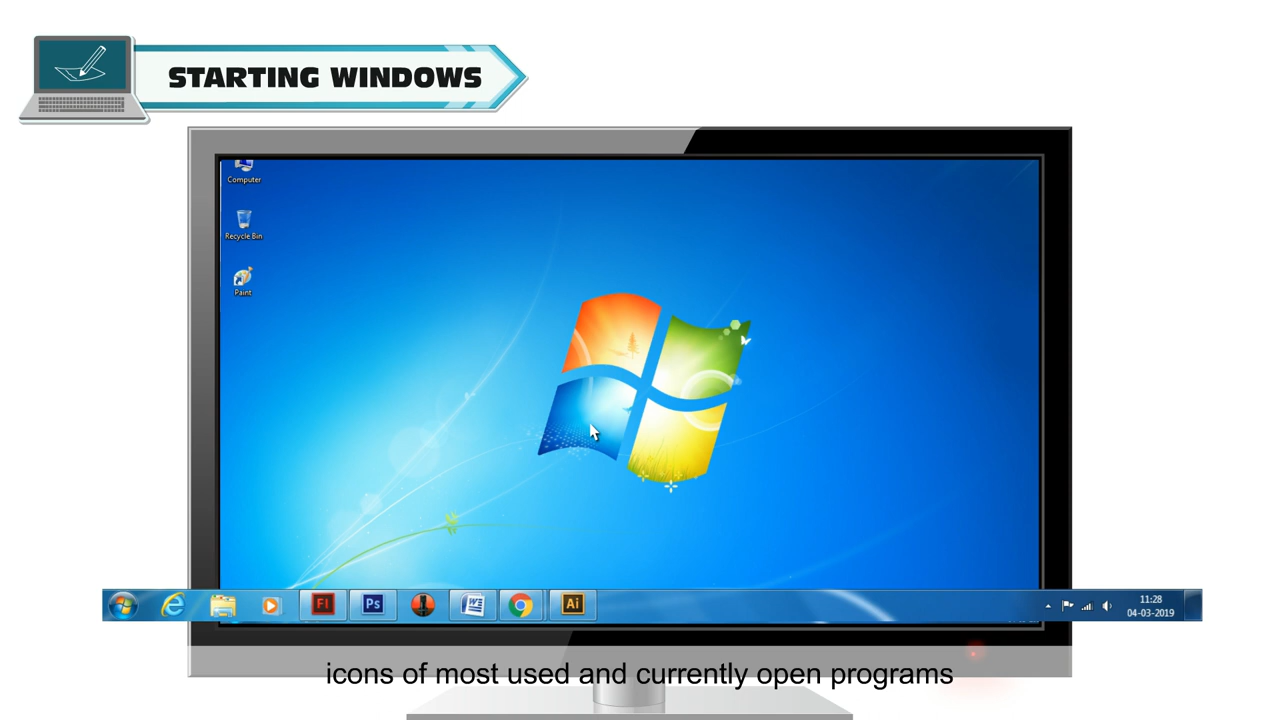 STARTING WINDOWS
Computer
Recycle Bin
Paint
Fl
Ps
W
Ai
11:28
04-03-2019
icons of most used and currently open programs